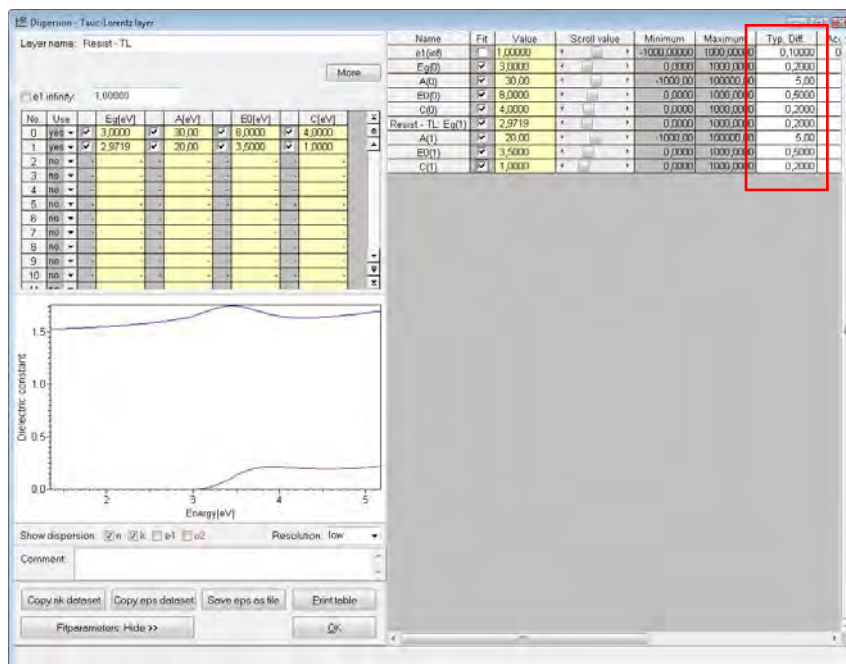 Dispersion - Tauc-Lorentz layer
Layer name: Resist - TL
More
e1 infinity: 1,00000
No. Use Eg[eV] A[eV] E0[eV] C[eV]
0 yes 3,0000 30,00 8,0000 4,0000
1 yes 2,9719 20,00 3,5000 1,0000
2 no - - - -
3 no - - - -
4 no - - - -
5 no - - - -
6 no - - - -
7 no - - - -
8 no - - - -
9 no - - - -
10 no - - - -
Name Fit Value Scroll value Minimum Maximum Typ. Diff.
e1(inf) 1,00000 -1000,00000 1000,00000 0,10000
Eg(0) 3,0000 0,0000 1000,0000 0,2000
A(0) 30,00 -1000,00 100000,00 5,00
E0(0) 8,0000 0,0000 1000,0000 0,5000
C(0) 4,0000 0,0000 1000,0000 0,2000
Resist - TL: Eg(1) 2,9719 0,0000 1000,0000 0,2000
A(1) 20,00 -1000,00 100000,00 5,00
E0(1) 3,5000 0,0000 1000,0000 0,5000
C(1) 1,0000 0,0000 1000,0000 0,2000
Dielectric constant
1.5
1.0
0.5
0.0
2 3 4 5
Energy[eV]
Show dispersion: n k e1 e2 Resolution: low
Comment:
Copy nk dataset Copy eps dataset Save eps as file Print table
Fitparameters: Hide >> OK